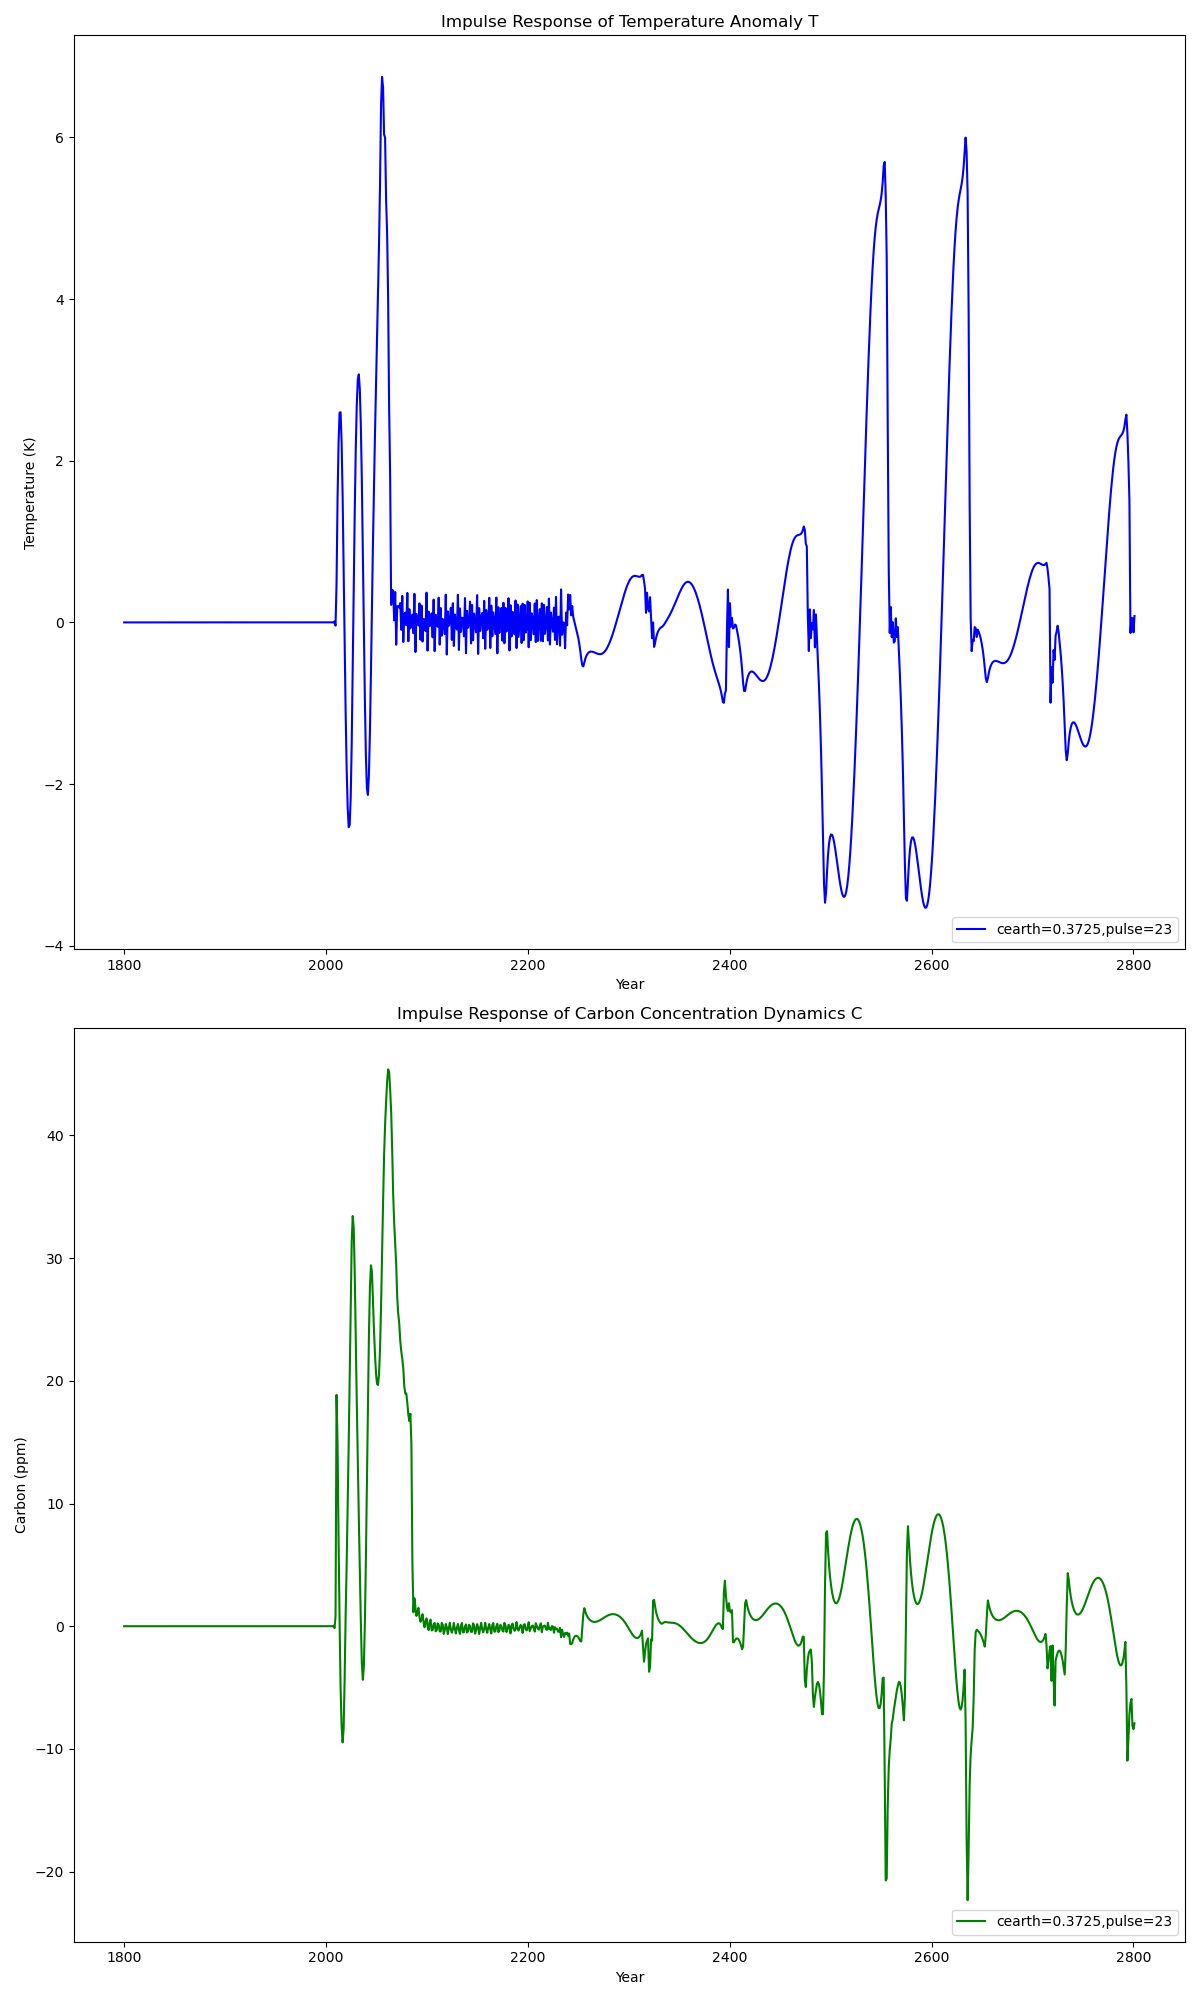 Impulse Response of Temperature Anomaly T
6
4
2
0
−2
−4
Temperature (K)
cearth=0.3725,pulse=23
1800 2000 2200 2400 2600 2800
Year
Impulse Response of Carbon Concentration Dynamics C
40
30
20
10
0
−10
−20
Carbon (ppm)
cearth=0.3725,pulse=23
1800 2000 2200 2400 2600 2800
Year